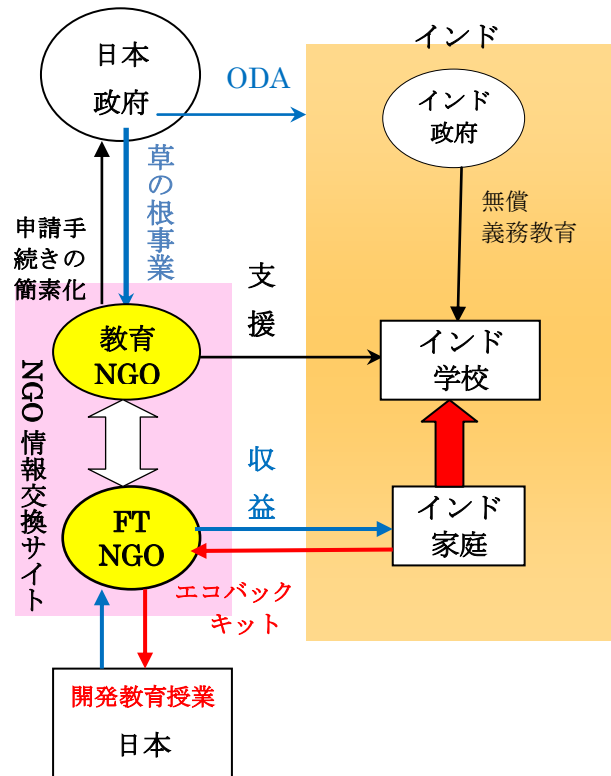 日本
政府
ODA
インド
インド
政府
草の根事業
申請手
続きの
簡素化
無償
義務教育
支
援
教育
NGO
インド
学校
NGO 情報交換サイト
収
益
FT
NGO
インド
家庭
エコバック
キット
開発教育授業
日本